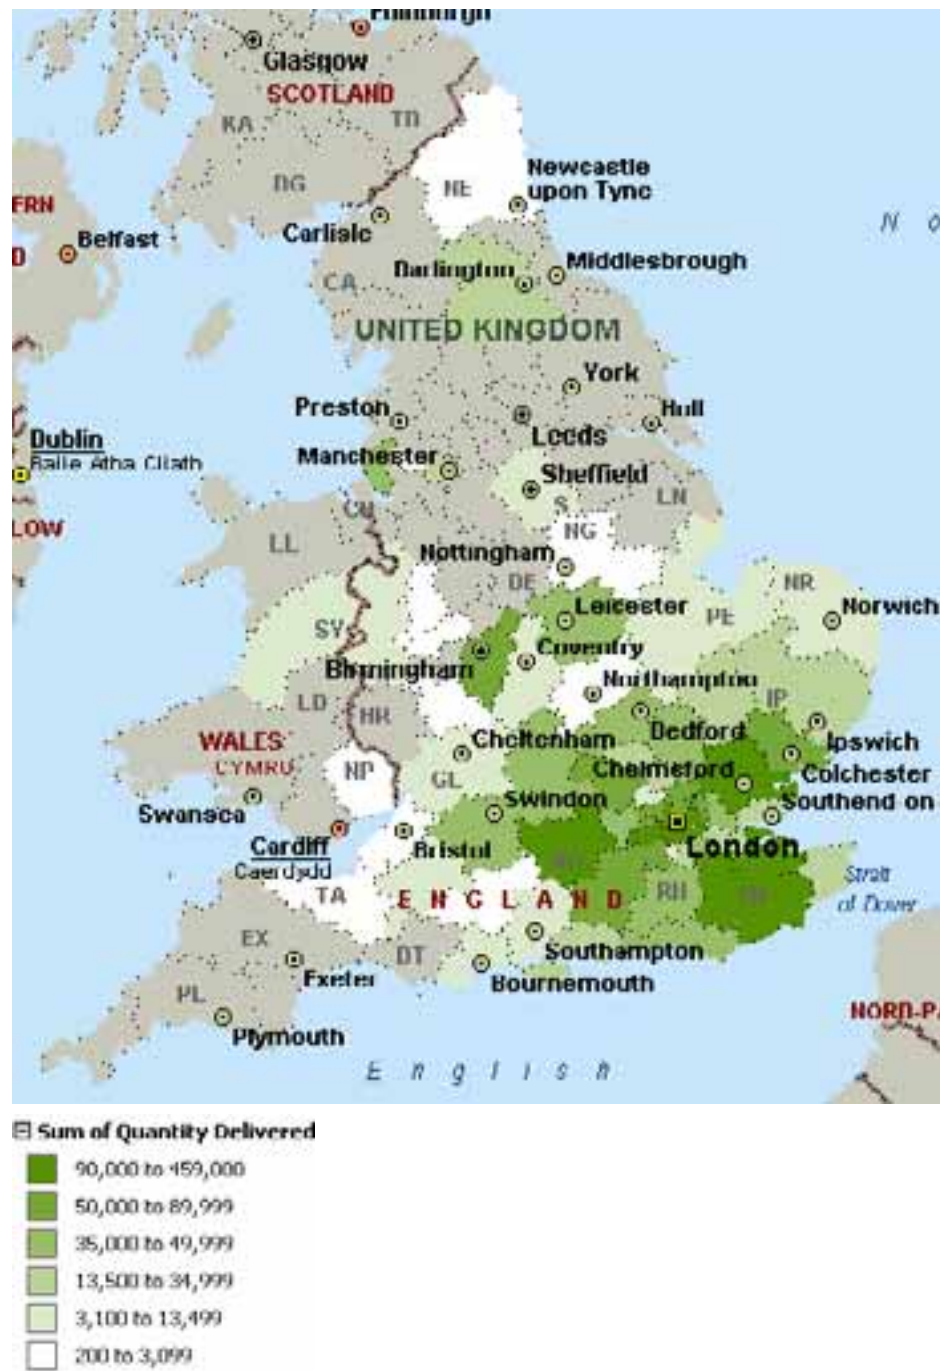 Glasgow
SCOTLAND
KA
TD
DG
NE
Newcastle
upon Tyne
Carlisle
Belfast
N o
CA
Darlington
Middlesbrough
UNITED KINGDOM
York
Preston
Hull
Leeds
Dublin
Baile Atha Cliath
Manchester
Sheffield
S
LN
LOW
NG
LL
Nottingham
DE
NR
Leicester
PE
Norwich
SY
Coventry
Birmingham
Northampton
IP
LD
HR
Bedford
Ipswich
WALES
CYMRU
NP
Cheltenham
GL
Chelmsford
Colchester
Swansea
Swindon
Southend on
Cardiff
Caerdydd
Bristol
London
TA
ENGLAND
RH
Strait
of Dover
EX
DT
Southampton
Exeter
Bournemouth
PL
Plymouth
NORD-PA
English
Sum of Quantity Delivered
90,000 to 459,000
50,000 to 89,999
35,000 to 49,999
13,500 to 34,999
3,100 to 13,499
200 to 3,099